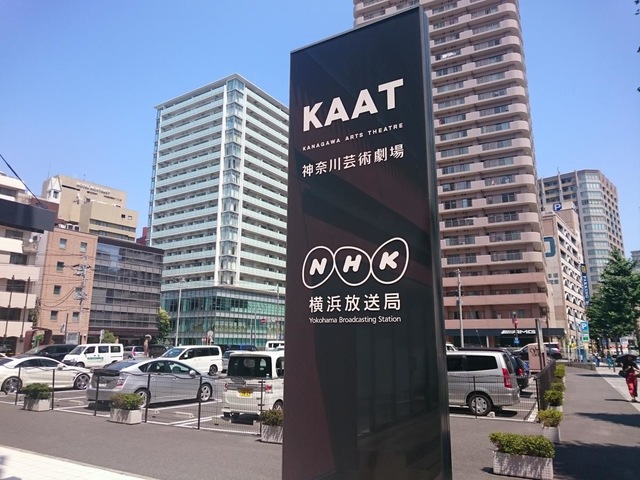 KAAT
KANAGAWA ARTS THEATRE
神奈川芸術劇場
NHK
横浜放送局
Yokohama Broadcasting Station
AMG
P